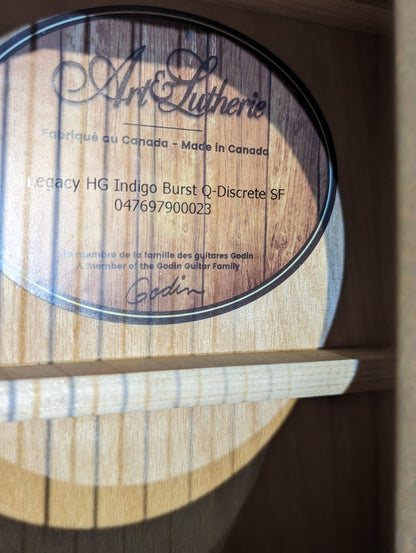 Art & Lutherie
Fabriqué au Canada - Made in Canada
Legacy HG Indigo Burst Q-Discrete SF
047697900023
Un membre de la famille des guitares Godin
A member of the Godin Guitar Family
Godin